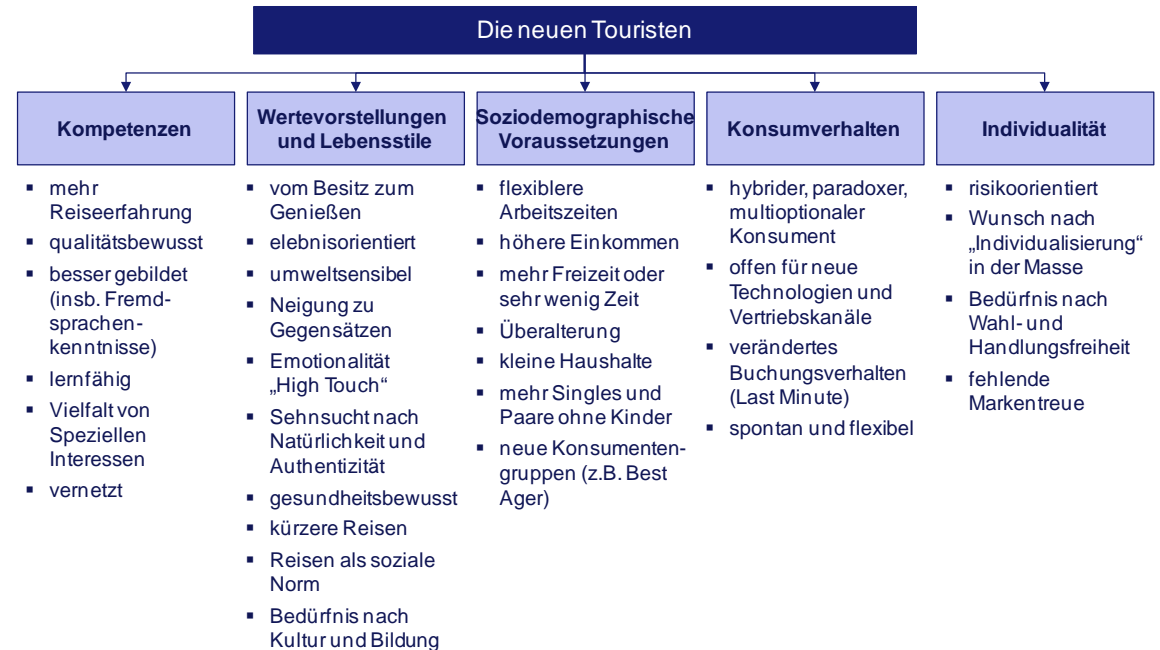 Die neuen Touristen
Kompetenzen
▪ mehr
Reiseerfahrung
▪ qualitätsbewusst
▪ besser gebildet
(insb. Fremd-
sprachen-
kenntnisse)
▪ lernfähig
▪ Vielfalt von
Speziellen
Interessen
▪ vernetzt
Wertevorstellungen
und Lebensstile
▪ vom Besitz zum
Genießen
▪ elebnisorientiert
▪ umweltsensibel
▪ Neigung zu
Gegensätzen
▪ Emotionalität
„High Touch“
▪ Sehnsucht nach
Natürlichkeit und
Authentizität
▪ gesundheitsbewusst
▪ kürzere Reisen
▪ Reisen als soziale
Norm
▪ Bedürfnis nach
Kultur und Bildung
Soziodemographische
Voraussetzungen
▪ flexiblere
Arbeitszeiten
▪ höhere Einkommen
▪ mehr Freizeit oder
sehr wenig Zeit
▪ Überalterung
▪ kleine Haushalte
▪ mehr Singles und
Paare ohne Kinder
▪ neue Konsumenten-
gruppen (z.B. Best
Ager)
Konsumverhalten
▪ hybrider, paradoxer,
multioptionaler
Konsument
▪ offen für neue
Technologien und
Vertriebskanäle
▪ verändertes
Buchungsverhalten
(Last Minute)
▪ spontan und flexibel
Individualität
▪ risikoorientiert
▪ Wunsch nach
„Individualisierung“
in der Masse
▪ Bedürfnis nach
Wahl- und
Handlungsfreiheit
▪ fehlende
Markentreue